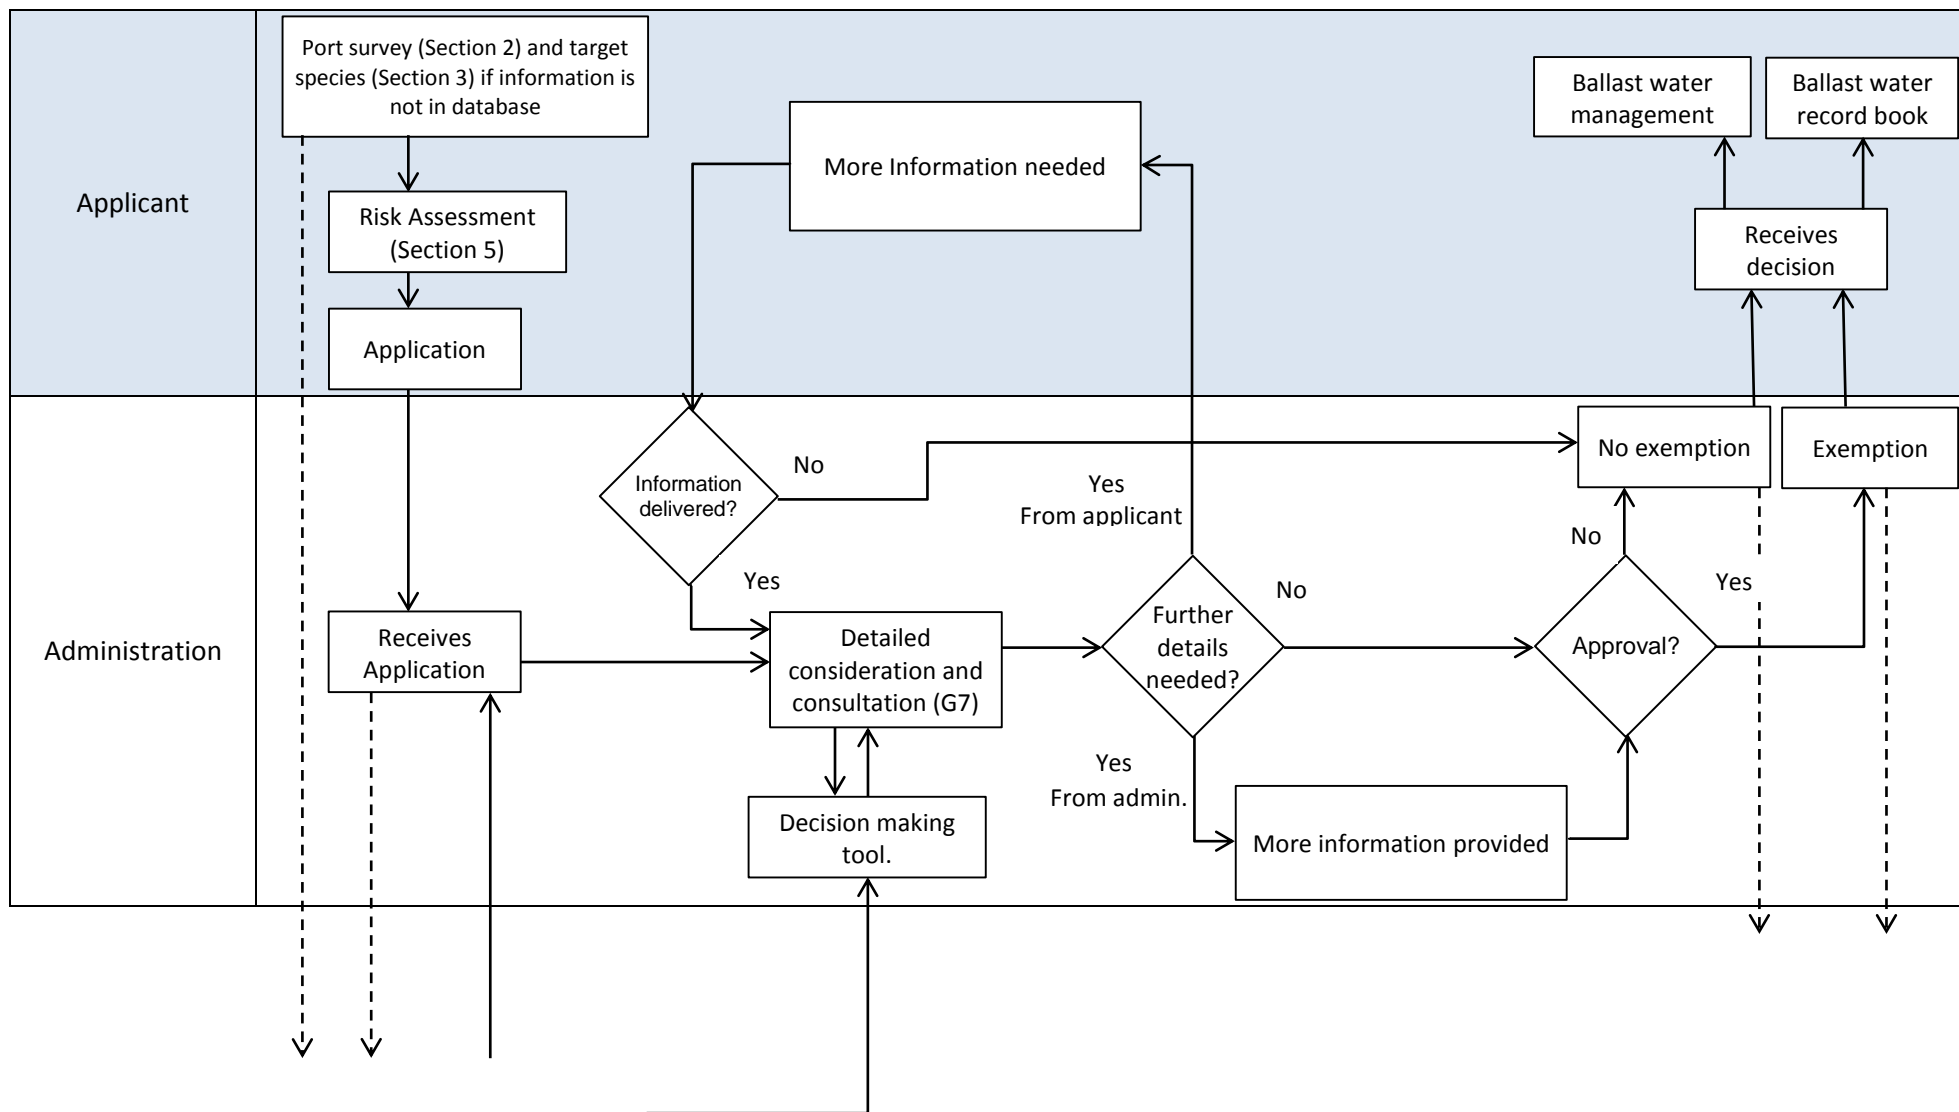 Port survey (Section 2) and target
species (Section 3) if information is
not in database
Ballast water
management
Ballast water
record book
More Information needed
Applicant
Risk Assessment
(Section 5)
Receives
decision
Application
No exemption
Exemption
No
Information
delivered?
Yes
From applicant
No
Yes
No
Yes
Receives
Application
Detailed
consideration and
consultation (G7)
Further
details
needed?
Approval?
Administration
Yes
From admin.
Decision making
tool.
More information provided